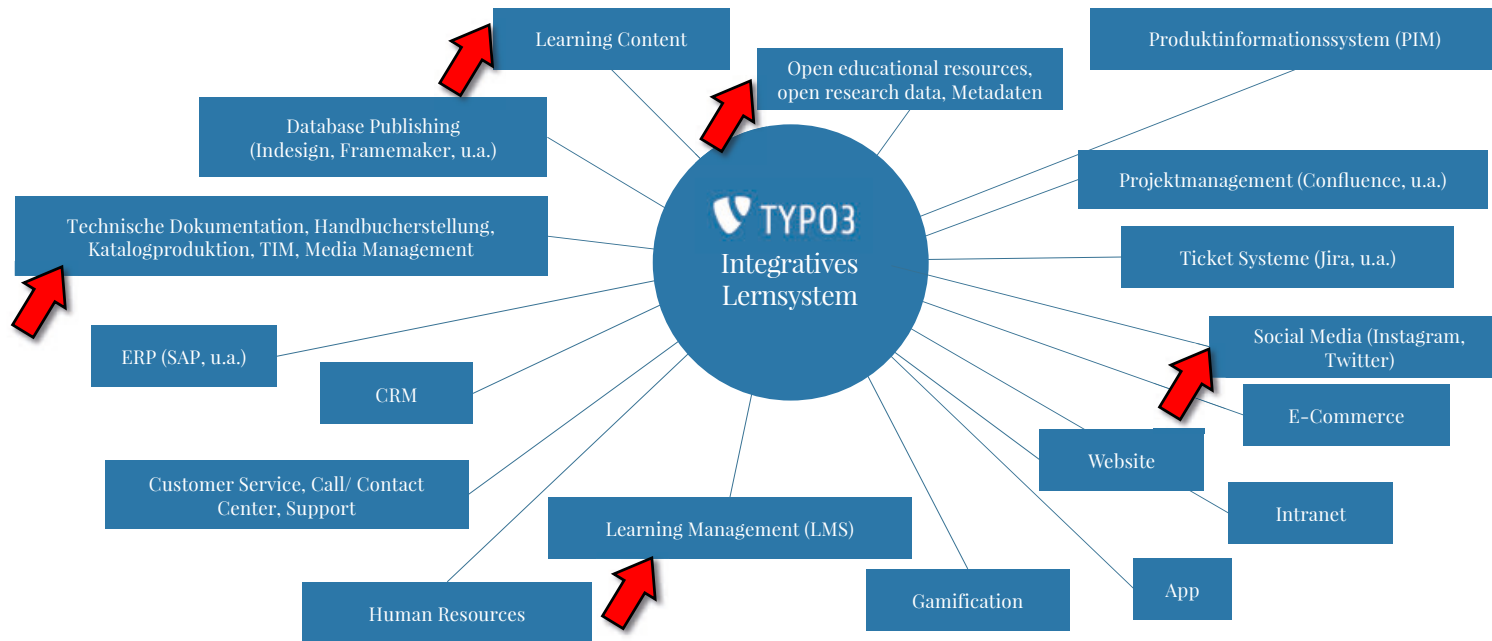 Learning Content
Produktinformationssystem (PIM)
Open educational resources,
open research data, Metadaten
Database Publishing
(Indesign, Framemaker, u.a.)
Projektmanagement (Confluence, u.a.)
Technische Dokumentation, Handbucherstellung,
Katalogproduktion, TIM, Media Management
TYPO3
Integratives
Lernsystem
Ticket Systeme (Jira, u.a.)
ERP (SAP, u.a.)
Social Media (Instagram,
Twitter)
CRM
E-Commerce
Website
Customer Service, Call/ Contact
Center, Support
Intranet
Learning Management (LMS)
Human Resources
Gamification
App